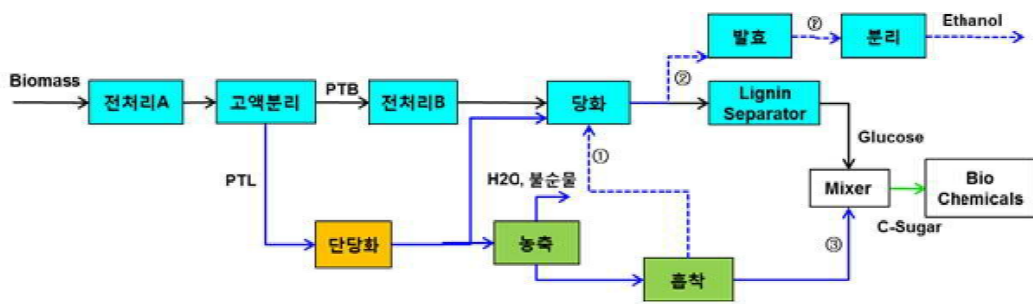 발효
②
분리
Ethanol
Biomass
전처리A
고액분리
PTB
전처리B
당화
②
Lignin
Separator
Glucose
①
PTL
H2O, 불순물
Mixer
Bio
Chemicals
C-Sugar
단당화
농축
흡착
③